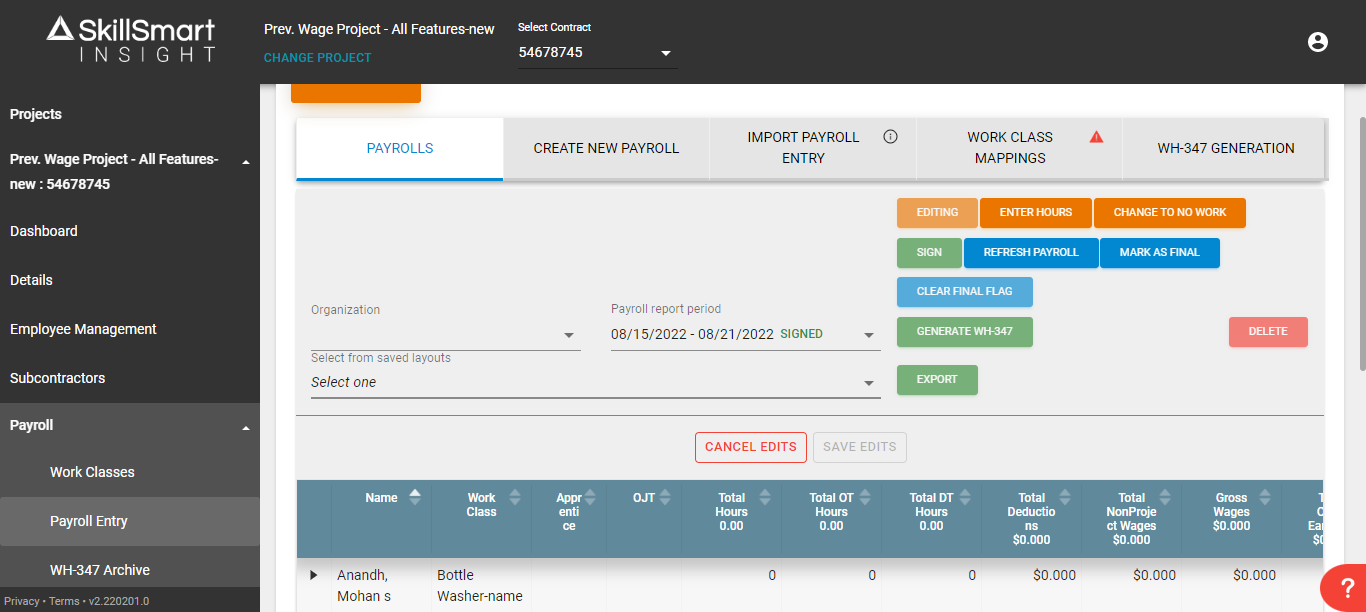 SkillSmart
INSIGHT
Prev. Wage Project - All Features-new
CHANGE PROJECT
Select Contract
54678745
Projects
Prev. Wage Project - All Features-
new : 54678745
Dashboard
Details
Employee Management
Subcontractors
Payroll
Work Classes
Payroll Entry
WH-347 Archive
Privacy • Terms • v2.220201.0
PAYROLLS
CREATE NEW PAYROLL
IMPORT PAYROLL
ENTRY
WORK CLASS
MAPPINGS
WH-347 GENERATION
EDITING
ENTER HOURS
CHANGE TO NO WORK
SIGN
REFRESH PAYROLL
MARK AS FINAL
CLEAR FINAL FLAG
Organization
Payroll report period
08/15/2022 - 08/21/2022 SIGNED
GENERATE WH-347
DELETE
Select from saved layouts
Select one
EXPORT
CANCEL EDITS
SAVE EDITS
Name
Work
Class
Appr
enti
ce
OJT
Total
Hours
0.00
Total OT
Hours
0.00
Total DT
Hours
0.00
Total
Deductio
ns
$0.000
Total
NonProje
ct Wages
$0.000
Gross
Wages
$0.000
Anandh,
Mohan s
Bottle
Washer-name
0
0
0
$0.000
$0.000
$0.000
?